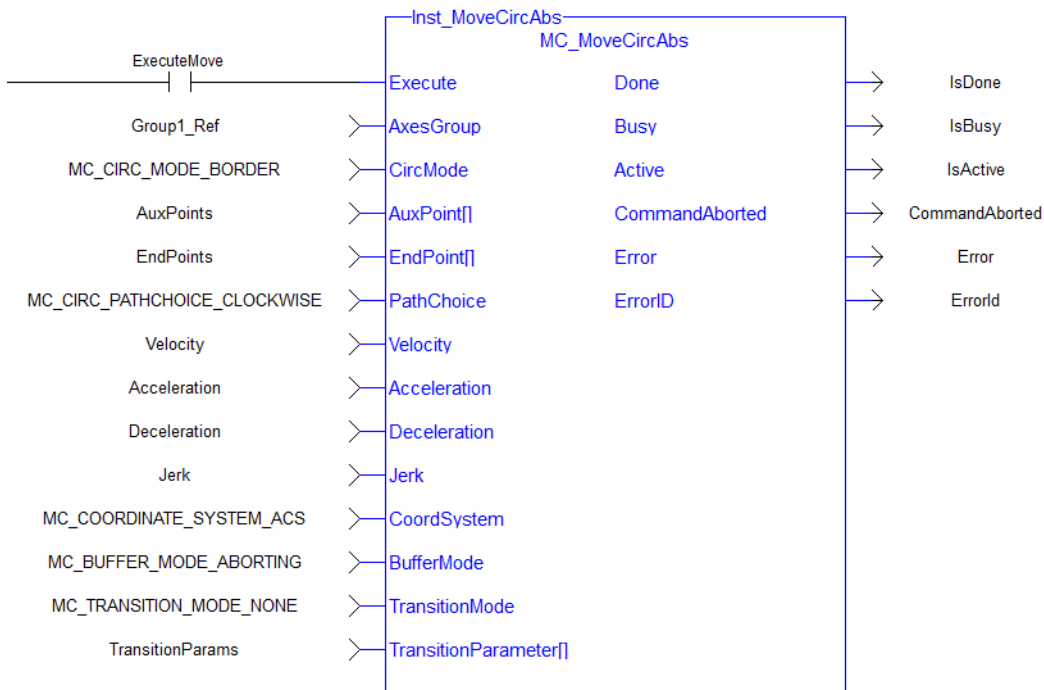 Inst_MoveCircAbs
MC_MoveCircAbs
ExecuteMove Execute Done IsDone
Group1_Ref AxesGroup Busy IsBusy
MC_CIRC_MODE_BORDER CircMode Active IsActive
AuxPoints AuxPoint[] CommandAborted CommandAborted
EndPoints EndPoint[] Error Error
MC_CIRC_PATHCHOICE_CLOCKWISE PathChoice ErrorID ErrorId
Velocity Velocity
Acceleration Acceleration
Deceleration Deceleration
Jerk Jerk
MC_COORDINATE_SYSTEM_ACS CoordSystem
MC_BUFFER_MODE_ABORTING BufferMode
MC_TRANSITION_MODE_NONE TransitionMode
TransitionParams TransitionParameter[]